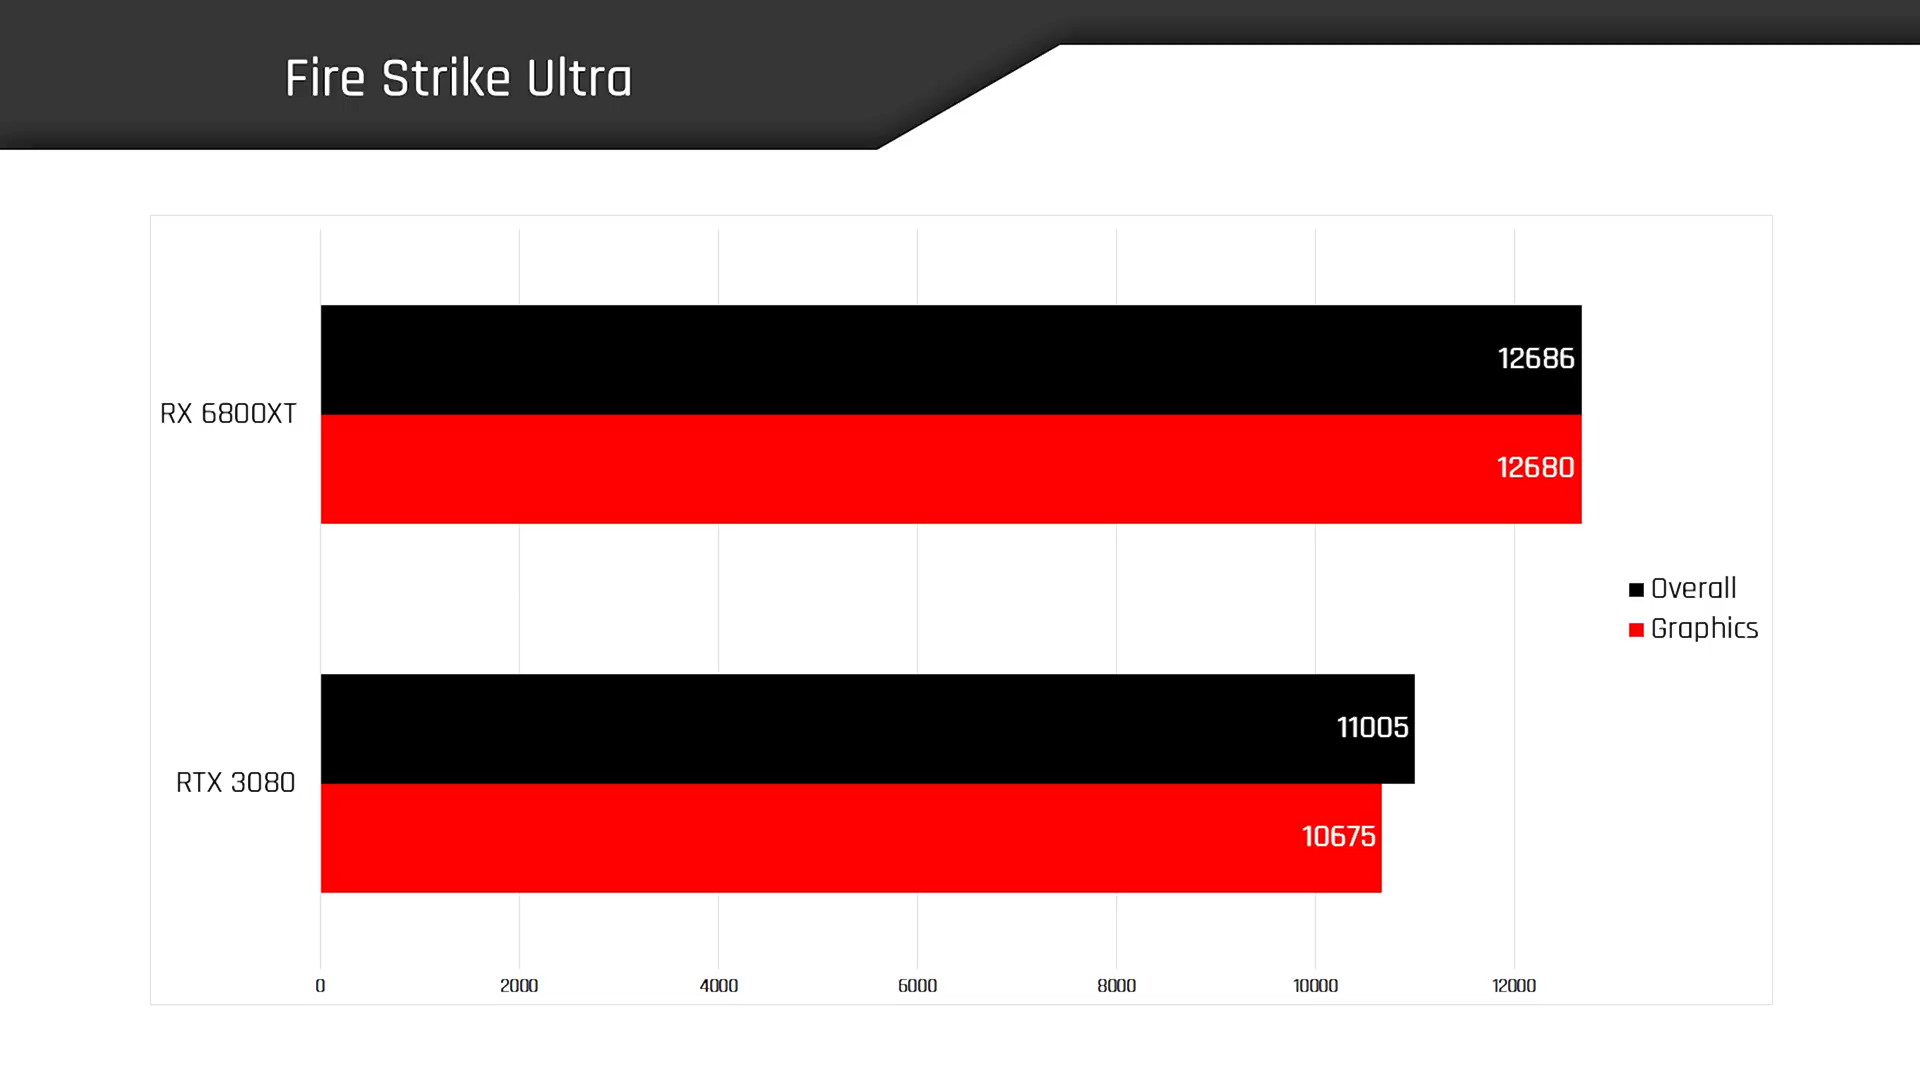 Fire Strike Ultra
RX 6800XT
12686
12680
Overall
Graphics
RTX 3080
11005
10675
0 2000 4000 6000 8000 10000 12000